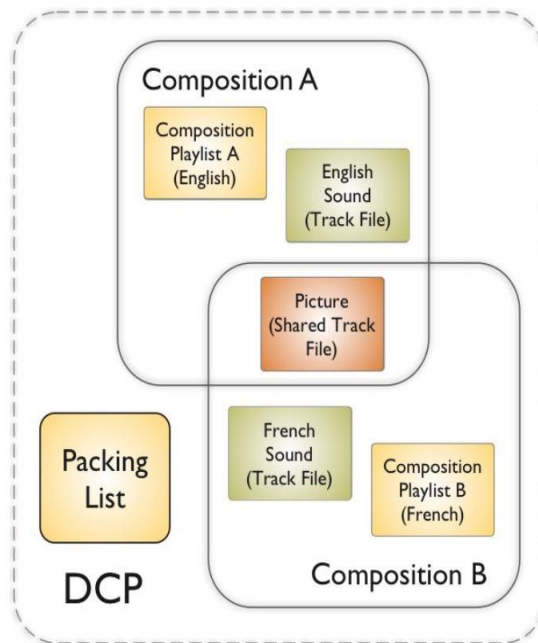 Composition A
Composition
Playlist A
(English)
English
Sound
(Track File)
Picture
(Shared Track
File)
French
Sound
(Track File)
Composition
Playlist B
(French)
Packing
List
Composition B
DCP